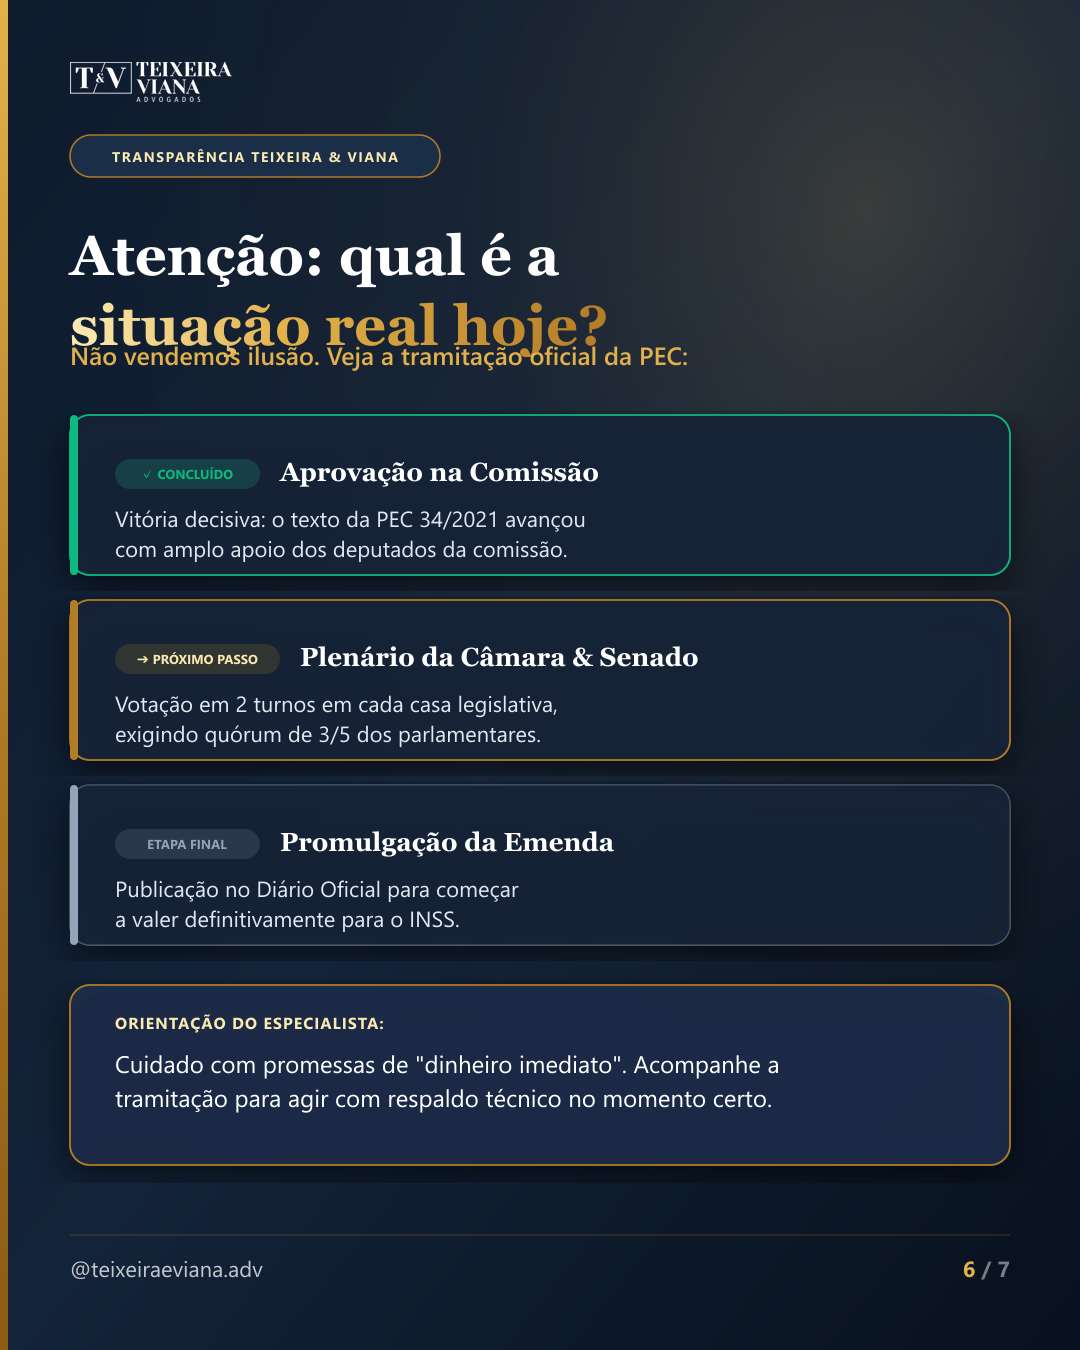 T&V TEIXEIRA
VIANA
ADVOGADOS
TRANSPARÊNCIA TEIXEIRA & VIANA
Atenção: qual é a
situação real hoje?
Não vendemos ilusão. Veja a tramitação oficial da PEC:
✓ CONCLUÍDO Aprovação na Comissão
Vitória decisiva: o texto da PEC 34/2021 avançou
com amplo apoio dos deputados da comissão.
➔ PRÓXIMO PASSO Plenário da Câmara & Senado
Votação em 2 turnos em cada casa legislativa,
exigindo quórum de 3/5 dos parlamentares.
ETAPA FINAL Promulgação da Emenda
Publicação no Diário Oficial para começar
a valer definitivamente para o INSS.
ORIENTAÇÃO DO ESPECIALISTA:
Cuidado com promessas de "dinheiro imediato". Acompanhe a
tramitação para agir com respaldo técnico no momento certo.
@teixeiraeviana.adv
6 / 7